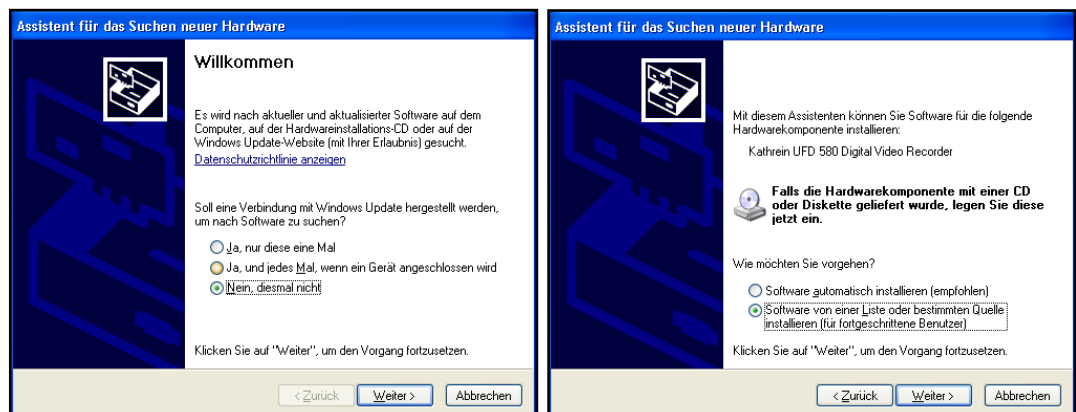 Assistent für das Suchen neuer Hardware
Willkommen
Es wird nach aktueller und aktualisierter Software auf dem
Computer, auf der Hardwareinstallations-CD oder auf der
Windows Update-Website (mit Ihrer Erlaubnis) gesucht.
Datenschutzrichtlinie anzeigen
Soll eine Verbindung mit Windows Update hergestellt werden,
um nach Software zu suchen?
Ja, nur diese eine Mal
Ja, und jedes Mal, wenn ein Gerät angeschlossen wird
Nein, diesmal nicht
Klicken Sie auf "Weiter", um den Vorgang fortzusetzen.
< Zurück
Weiter >
Abbrechen
Assistent für das Suchen neuer Hardware
Mit diesem Assistenten können Sie Software für die folgende
Hardwarekomponente installieren:
Kathrein UFD 580 Digital Video Recorder
Falls die Hardwarekomponente mit einer CD
oder Diskette geliefert wurde, legen Sie diese
jetzt ein.
Wie möchten Sie vorgehen?
Software automatisch installieren (empfohlen)
Software von einer Liste oder bestimmten Quelle
installieren (für fortgeschrittene Benutzer)
Klicken Sie auf "Weiter", um den Vorgang fortzusetzen.
< Zurück
Weiter >
Abbrechen